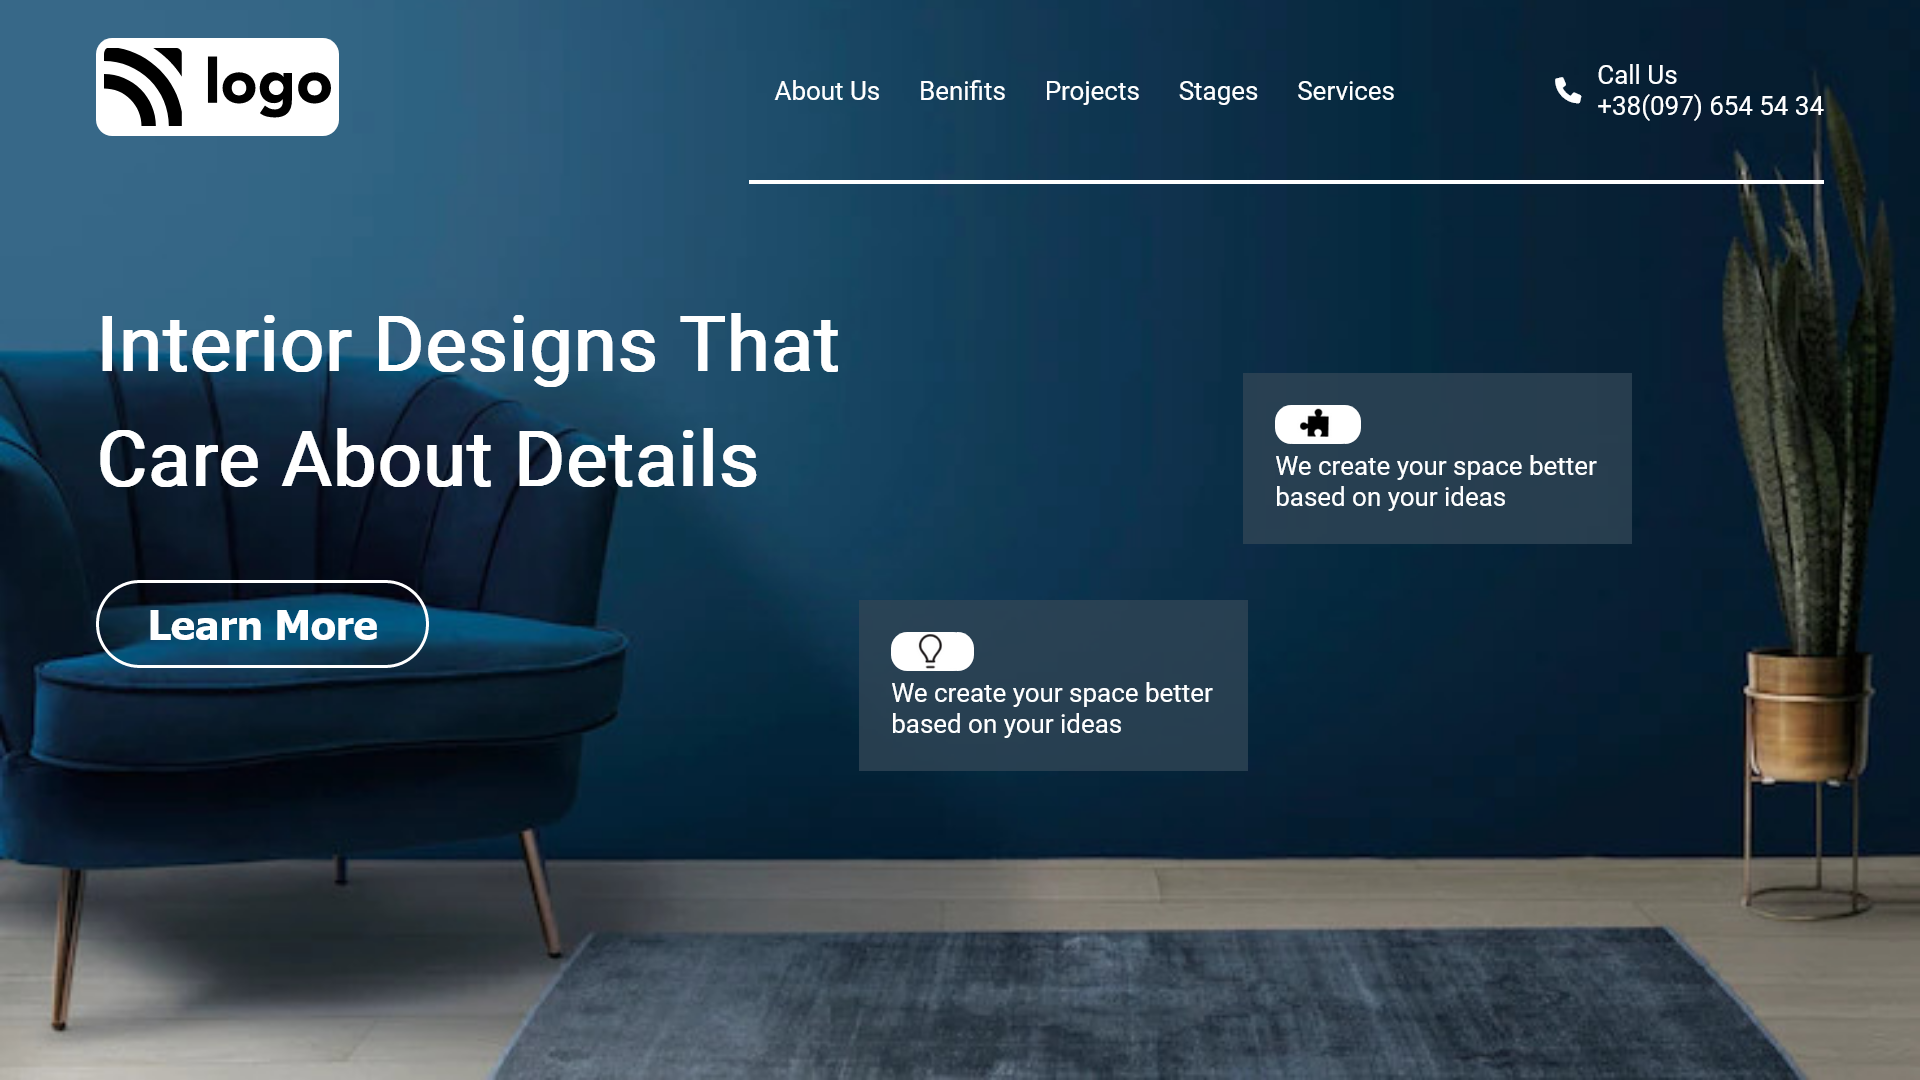 logo
About Us Benifits Projects Stages Services
Call Us
+38(097) 654 54 34
Interior Designs That
Care About Details
Learn More
We create your space better
based on your ideas
We create your space better
based on your ideas